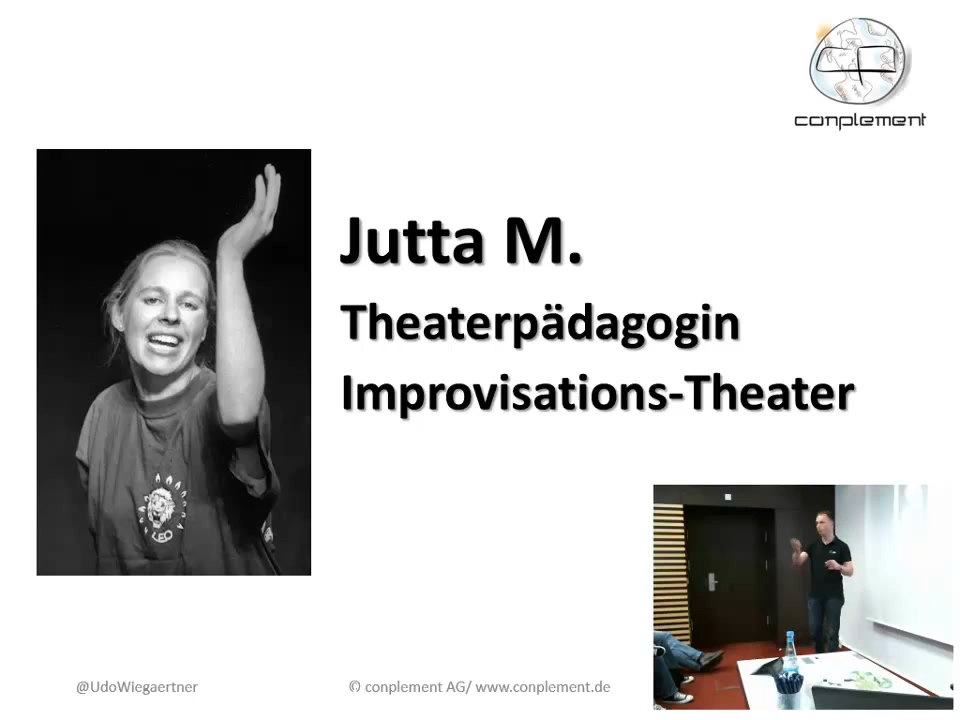 conplement
Jutta M.
Theaterpädagogin
Improvisations-Theater
LEO
@UdoWiegaertner
© conplement AG/ www.conplement.de